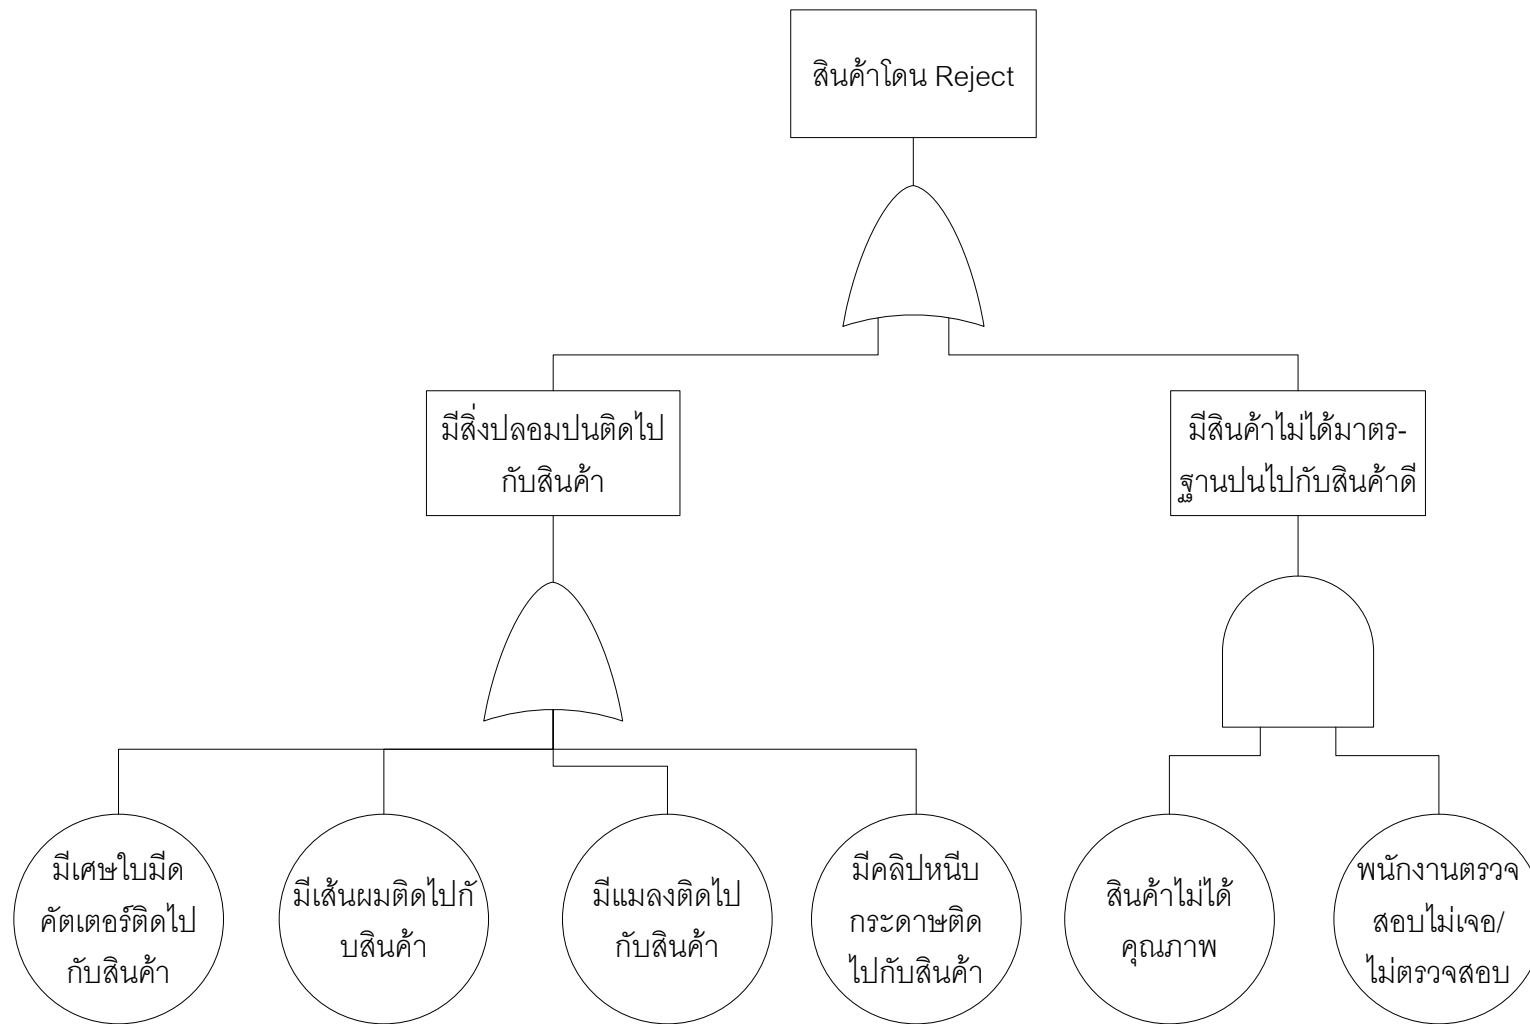 สินค้าโดน Reject
มีสิ่งปลอมปนติดไป
กับสินค้า
มีสินค้าไม่ได้มาตร-
ฐานปนไปกับสินค้าดี
มีเศษใบมีด
คัตเตอร์ติดไป
กับสินค้า
มีเส้นผมติดไปกั
บสินค้า
มีแมลงติดไป
กับสินค้า
มีคลิปหนีบ
กระดาษติด
ไปกับสินค้า
สินค้าไม่ได้
คุณภาพ
พนักงานตรวจ
สอบไม่เจอ/
ไม่ตรวจสอบ